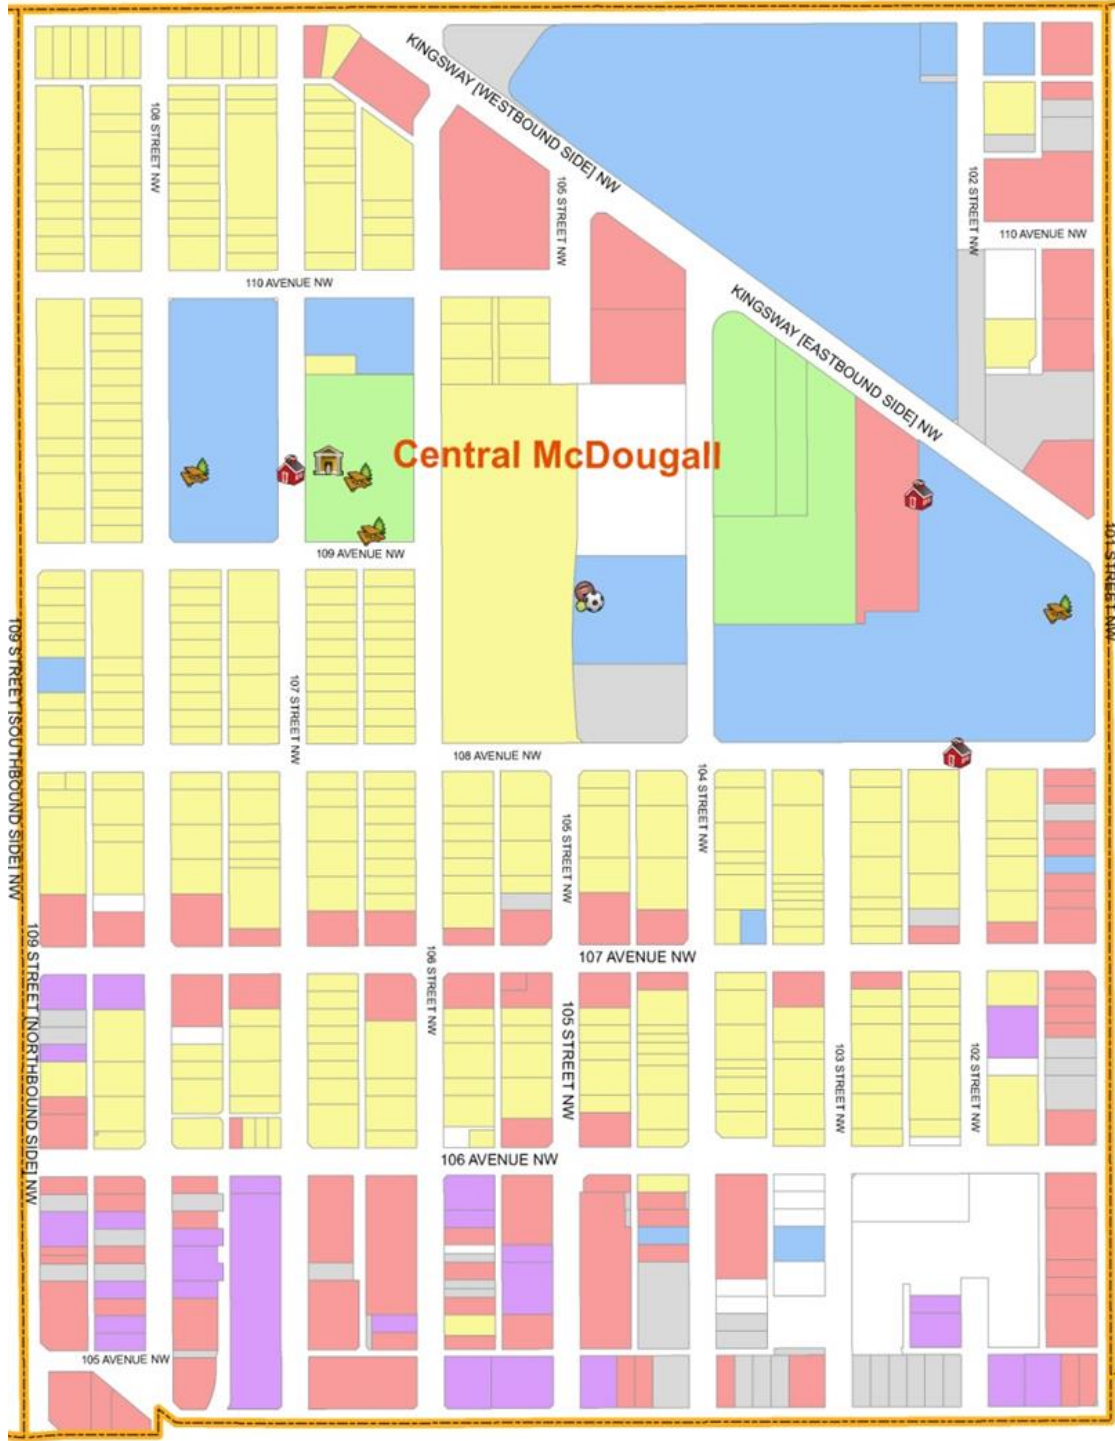 KINGSWAY [WESTBOUND SIDE] NW
108 STREET NW
105 STREET NW
102 STREET NW
110 AVENUE NW
110 AVENUE NW
KINGSWAY [EASTBOUND SIDE] NW
Central McDougall
109 AVENUE NW
101 STREET NW
109 STREET [SOUTHBOUND SIDE] NW
107 STREET NW
108 AVENUE NW
104 STREET NW
105 STREET NW
109 STREET [NORTHBOUND SIDE] NW
106 STREET NW
107 AVENUE NW
105 STREET NW
103 STREET NW
102 STREET NW
106 AVENUE NW
105 AVENUE NW